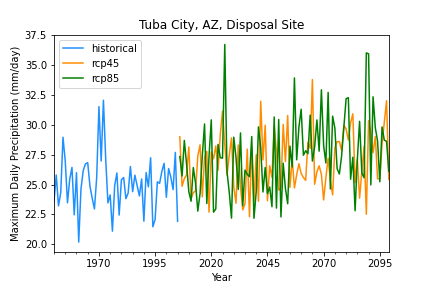 Tuba City, AZ, Disposal Site
Maximum Daily Precipitation (mm/day)
37.5
35.0
32.5
30.0
27.5
25.0
22.5
20.0
historical
rcp45
rcp85
1970 1995 2020 2045 2070 2095
Year